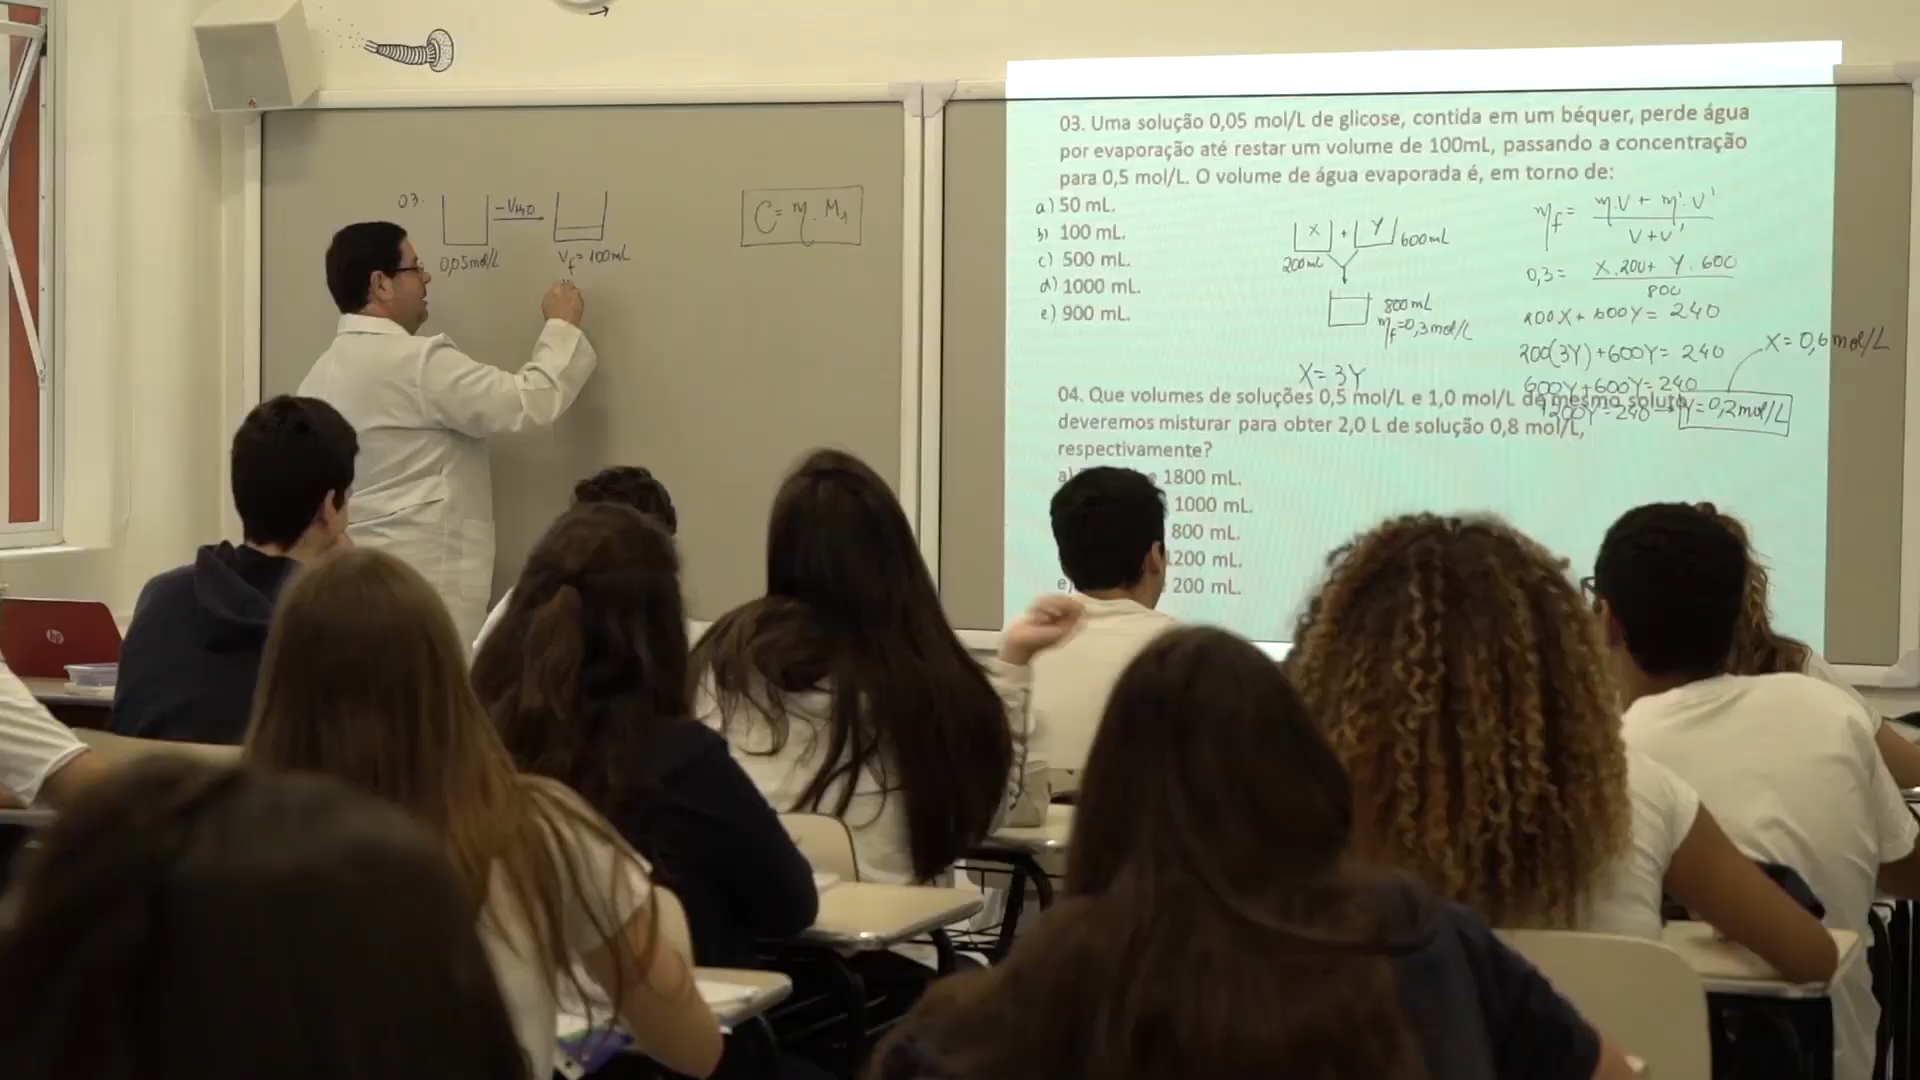 03.
-VH₂O
0,05mol/L
Vf = 100mL
C = M . M₁
03. Uma solução 0,05 mol/L de glicose, contida em um béquer, perde água
por evaporação até restar um volume de 100mL, passando a concentração
para 0,5 mol/L. O volume de água evaporada é, em torno de:
a) 50 mL.
b) 100 mL.
c) 500 mL.
d) 1000 mL.
e) 900 mL.
X + Y 600mL
200mL
800mL
Mf=0,3mol/L
X= 3Y
Mf = M.V + M'.V'
V+V'
0,3 = X.200+ Y.600
800
200X+ 600Y= 240
200(3Y)+600Y= 240
600Y+600Y=240
1200Y=240
Y=0,2mol/L
X= 0,6mol/L
04. Que volumes de soluções 0,5 mol/L e 1,0 mol/L de mesmo soluto
deveremos misturar para obter 2,0 L de solução 0,8 mol/L,
respectivamente?
a) 1800 mL.
1000 mL.
800 mL.
200 mL.
e) 200 mL.
hp